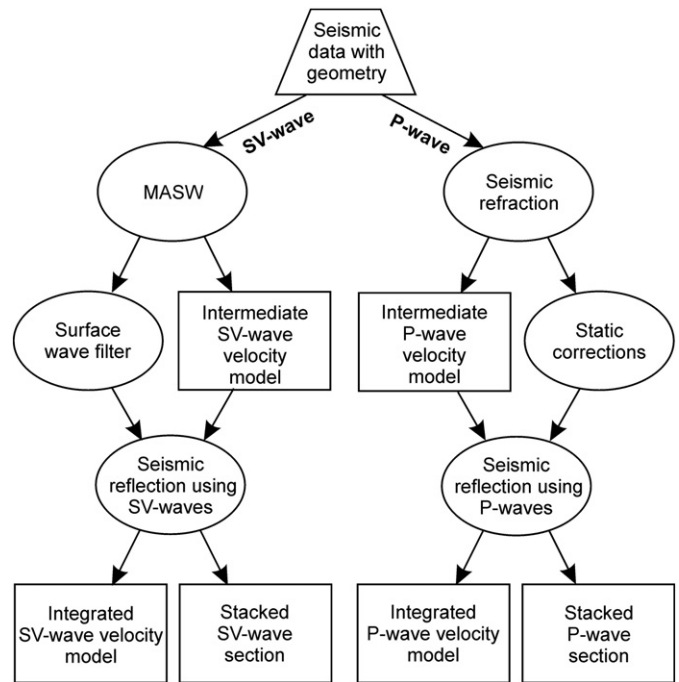 Seismic
data with
geometry
SV-wave
P-wave
MASW
Seismic
refraction
Surface
wave filter
Intermediate
SV-wave
velocity
model
Intermediate
P-wave
velocity
model
Static
corrections
Seismic
reflection using
SV-waves
Seismic
reflection using
P-waves
Integrated
SV-wave velocity
model
Stacked
SV-wave
section
Integrated
P-wave velocity
model
Stacked
P-wave
section